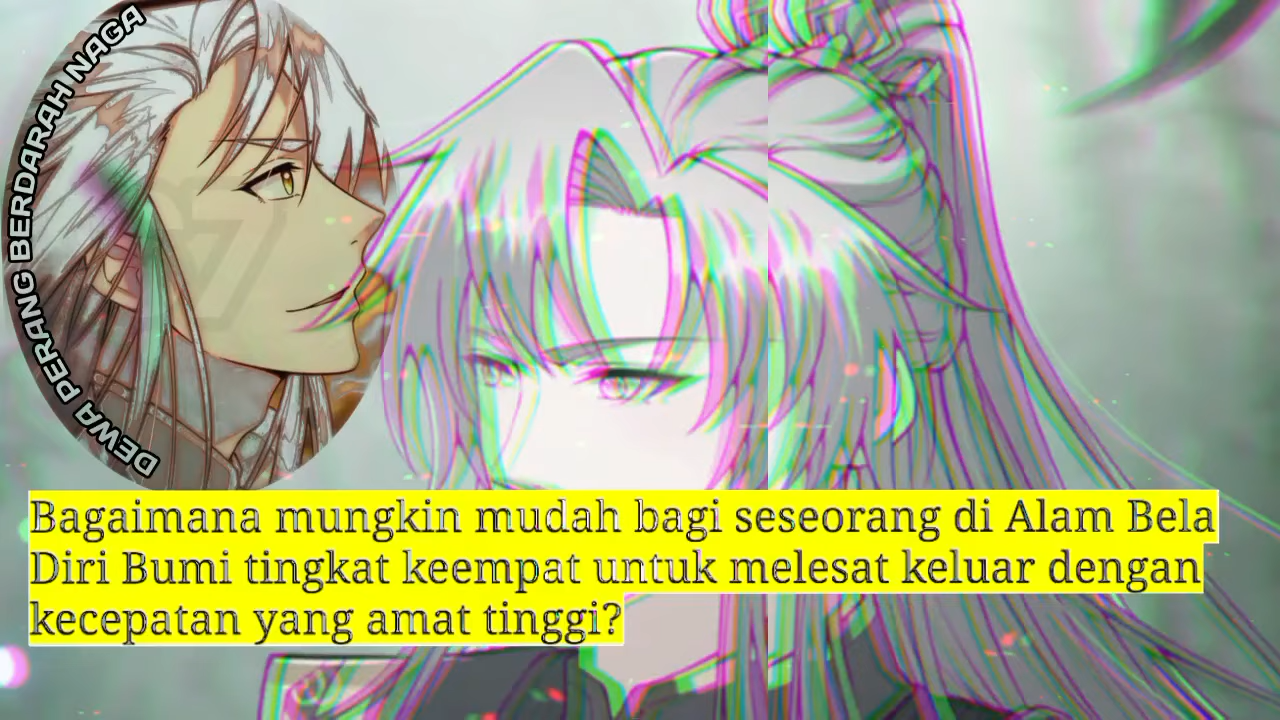 DEWA PERANG BERDARAH NAGA
Bagaimana mungkin mudah bagi seseorang di Alam Bela
Diri Bumi tingkat keempat untuk melesat keluar dengan
kecepatan yang amat tinggi?